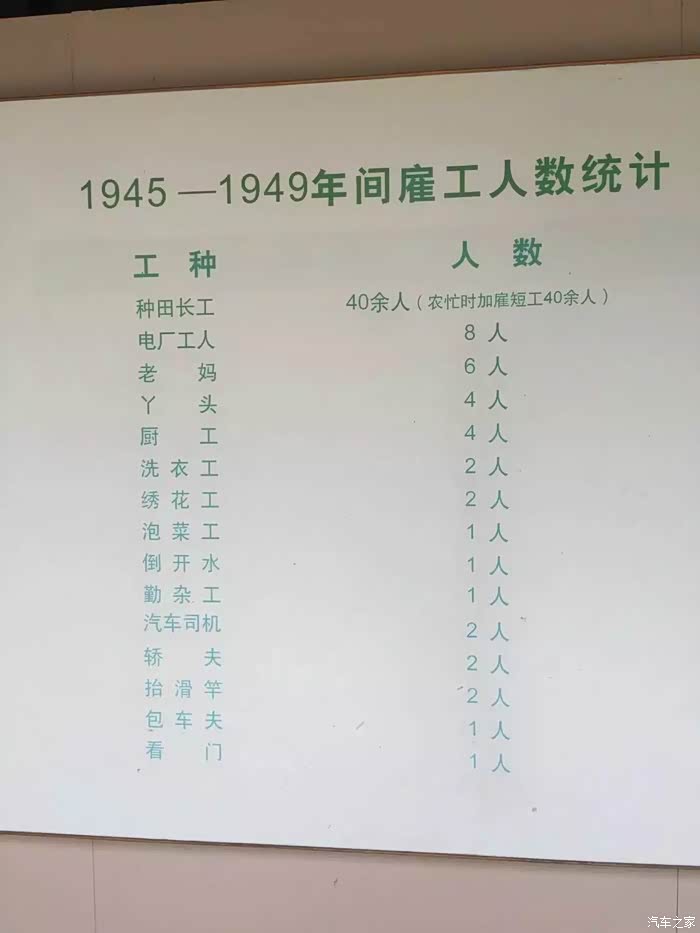 1945—1949年间雇工人数统计
工种 人数
种田长工 40余人（农忙时加雇短工40余人）
电厂工人 8人
老妈 6人
丫头 4人
厨工 4人
洗衣工 2人
绣花工 2人
泡菜工 1人
倒开水 1人
勤杂工 1人
汽车司机 2人
轿夫 2人
抬滑竿 2人
包车夫 1人
看门 1人
汽车之家